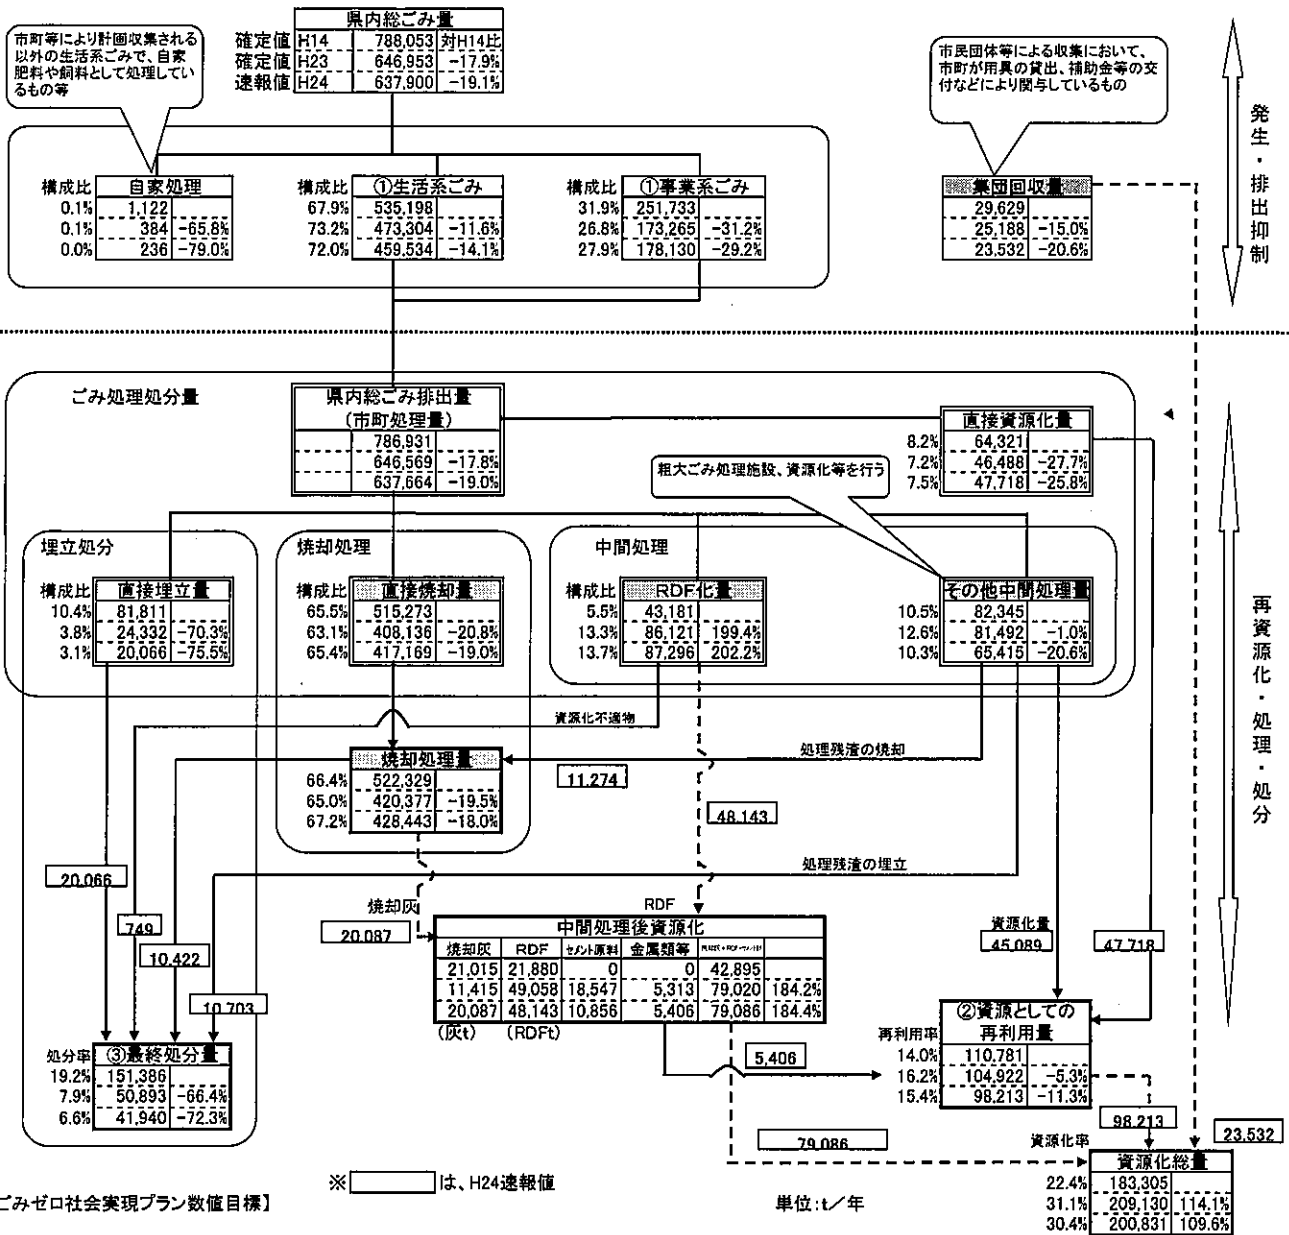 県内総ごみ量
確定値 H14 788,053 対H14比
確定値 H23 646,953 -17.9%
速報値 H24 637,900 -19.1%
市町等により計画収集される
以外の生活系ごみで、自家
肥料や飼料として処理してい
るもの等
市民団体等による収集において、
市町が用具の貸出、補助金等の交
付などにより関与しているもの
発生・排出抑制
構成比 自家処理
0.1% 1,122
0.1% 384 -65.8%
0.0% 236 -79.0%
構成比 ①生活系ごみ
67.9% 535,198
73.2% 473,304 -11.6%
72.0% 459,534 -14.1%
構成比 ①事業系ごみ
31.9% 251,733
26.8% 173,265 -31.2%
27.9% 178,130 -29.2%
集団回収量
29,629
25,188 -15.0%
23,532 -20.6%
ごみ処理処分量
県内総ごみ排出量
(市町処理量)
786,931
646,569 -17.8%
637,664 -19.0%
直接資源化量
8.2% 64,321
7.2% 46,488 -27.7%
7.5% 47,718 -25.8%
粗大ごみ処理施設、資源化等を行う
再資源化・処理・処分
埋立処分
構成比 直接埋立量
10.4% 81,811
3.8% 24,332 -70.3%
3.1% 20,066 -75.5%
焼却処理
構成比 直接焼却量
65.5% 515,273
63.1% 408,136 -20.8%
65.4% 417,169 -19.0%
中間処理
構成比 RDF化量
5.5% 43,181
13.3% 86,121 199.4%
13.7% 87,296 202.2%
その他中間処理量
10.5% 82,345
12.6% 81,492 -1.0%
10.3% 65,415 -20.6%
資源化不適物
処理残渣の焼却
焼却処理量
66.4% 522,329
65.0% 420,377 -19.5%
67.2% 428,443 -18.0%
11.274
48,143
処理残渣の埋立
20.066
749
10,422
10.703
焼却灰
20.087
RDF
資源化量
45,089
47,718
中間処理後資源化
焼却灰 RDF セメント原料 金属類等
21,015 21,880 0 0 42,895
11,415 49,058 18,547 5,313 79,020 184.2%
20,087 48,143 10,856 5,406 79,086 184.4%
(灰t) (RDFt)
5,406
再利用率 ②資源としての
再利用量
14.0% 110,781
16.2% 104,922 -5.3%
15.4% 98,213 -11.3%
処分率 ③最終処分量
19.2% 151,386
7.9% 50,893 -66.4%
6.6% 41,940 -72.3%
98,213
79,086
23,532
資源化率 資源化総量
22.4% 183,305
31.1% 209,130 114.1%
30.4% 200,831 109.6%
※ は、H24速報値
単位:t/年
ごみゼロ社会実現プラン数値目標】